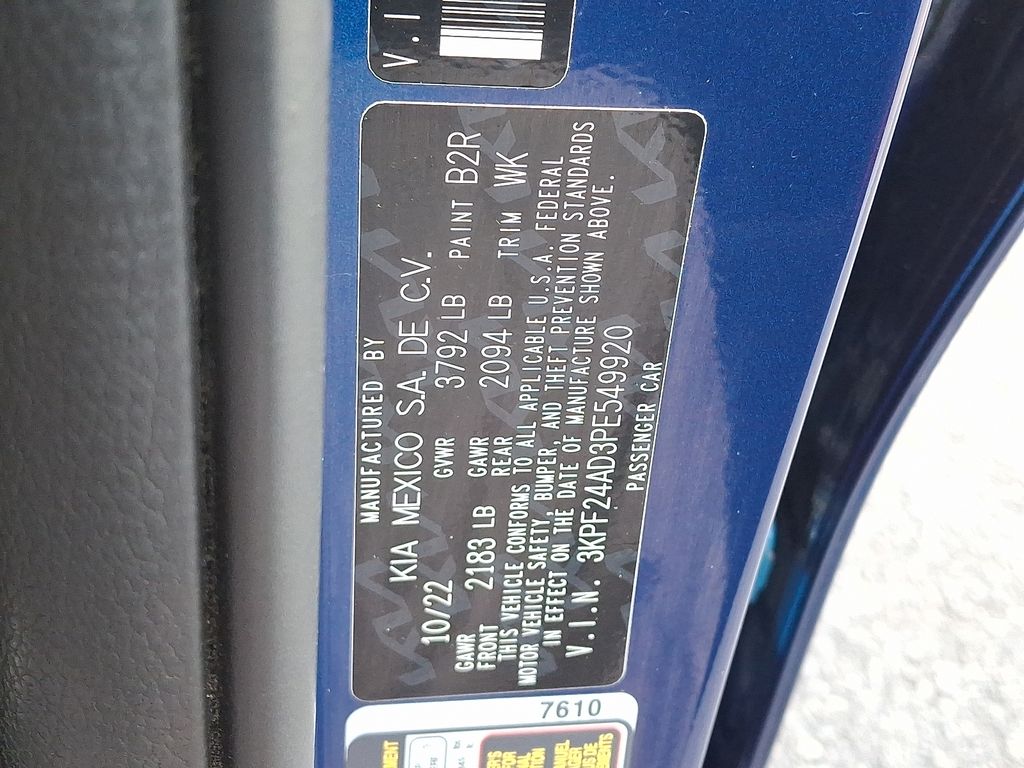 V.I
MANUFACTURED BY
KIA MEXICO S.A. DE C.V.
10/22 GVWR 3792 LB PAINT B2R
GAWR FRONT 2183 LB GAWR REAR 2094 LB TRIM WK
THIS VEHICLE CONFORMS TO ALL APPLICABLE U.S.A. FEDERAL
MOTOR VEHICLE SAFETY, BUMPER, AND THEFT PREVENTION STANDARDS
IN EFFECT ON THE DATE OF MANUFACTURE SHOWN ABOVE.
V.I.N. 3KPF24AD3PE549920
PASSENGER CAR
7610